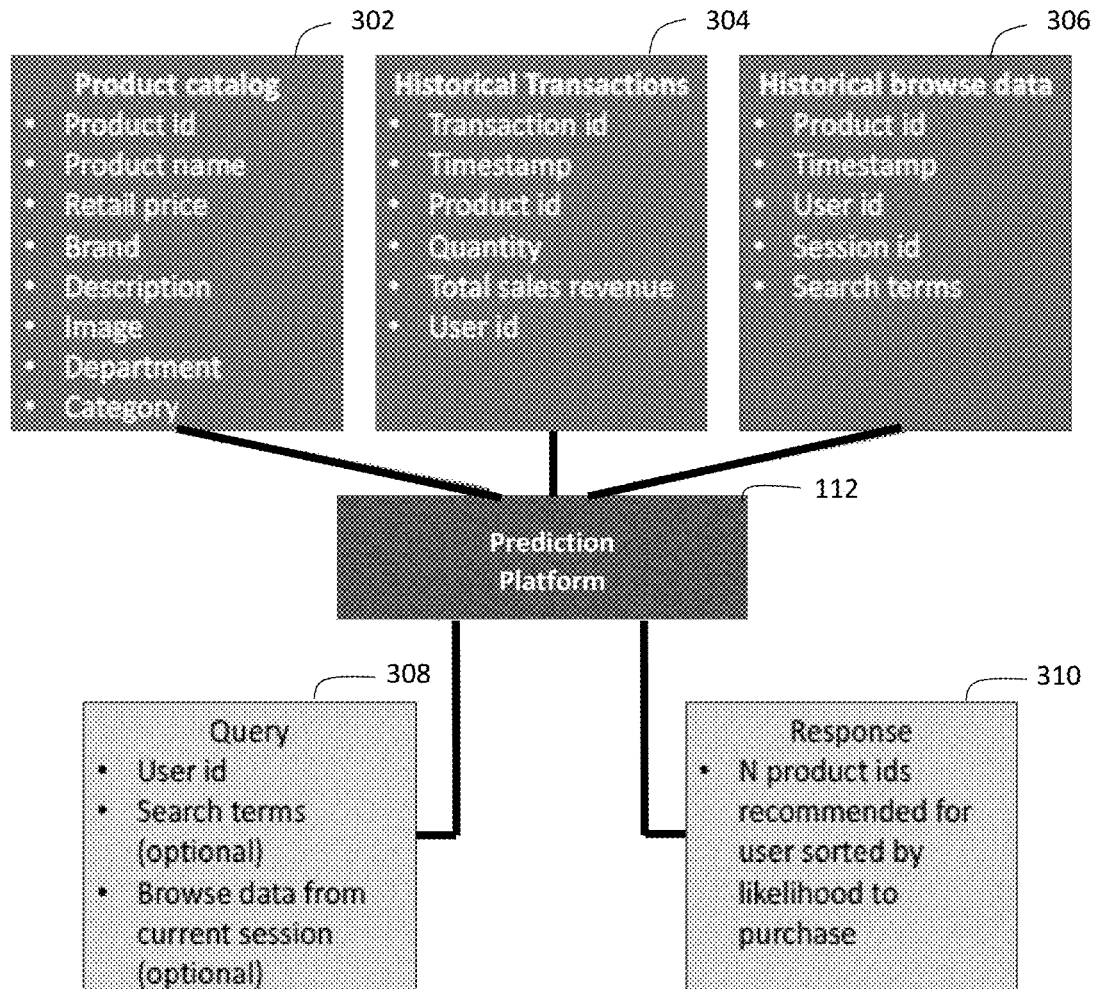 302
Product catalog
• Product id
• Product name
• Retail price
• Brand
• Description
• Image
• Department
• Category
304
Historical Transactions
• Transaction id
• Timestamp
• Product id
• Quantity
• Total sales revenue
• User id
306
Historical browse data
• Product id
• Timestamp
• User id
• Session id
• Search terms
112
Prediction
Platform
308
Query
• User id
• Search terms
(optional)
• Browse data from
current session
(optional)
310
Response
• N product ids
recommended for
user sorted by
likelihood to
purchase